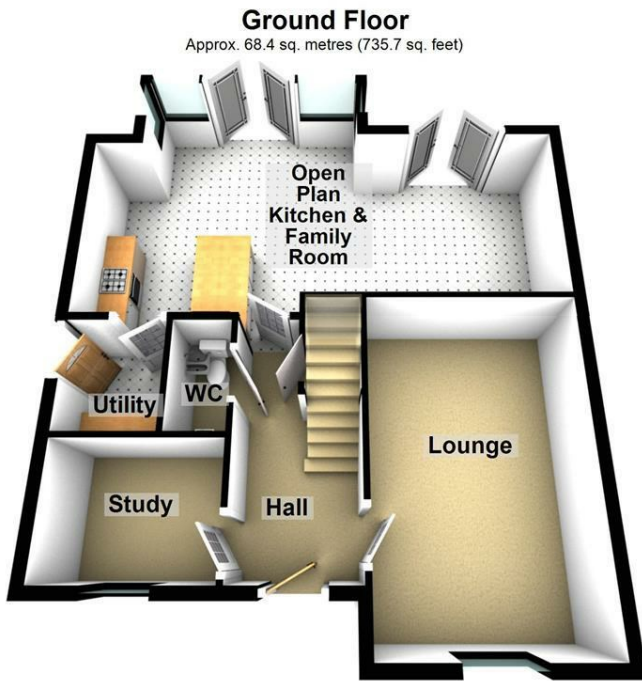 Ground Floor
Approx. 68.4 sq. metres (735.7 sq. feet)
Open
Plan
Kitchen &
Family
Room
WC
Utility
Lounge
Study
Hall